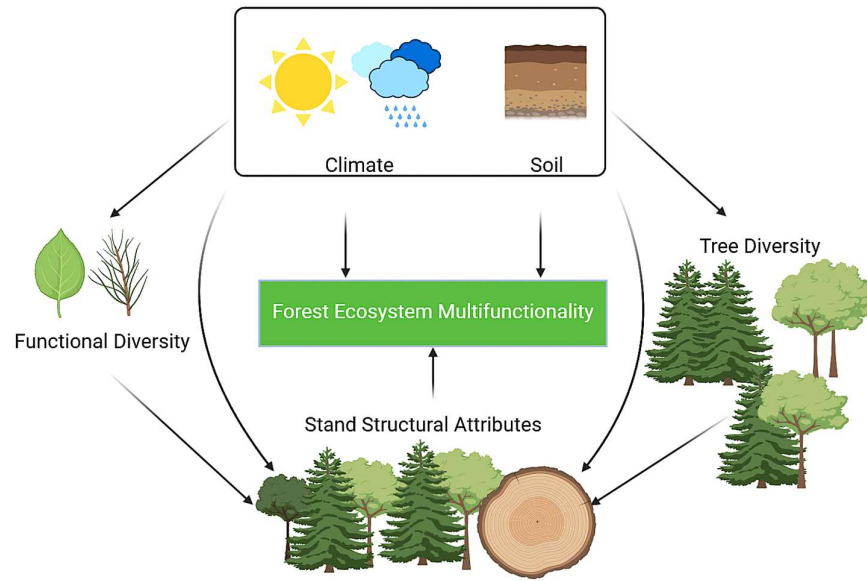 Climate
Soil
Tree Diversity
Forest Ecosystem Multifunctionality
Functional Diversity
Stand Structural Attributes